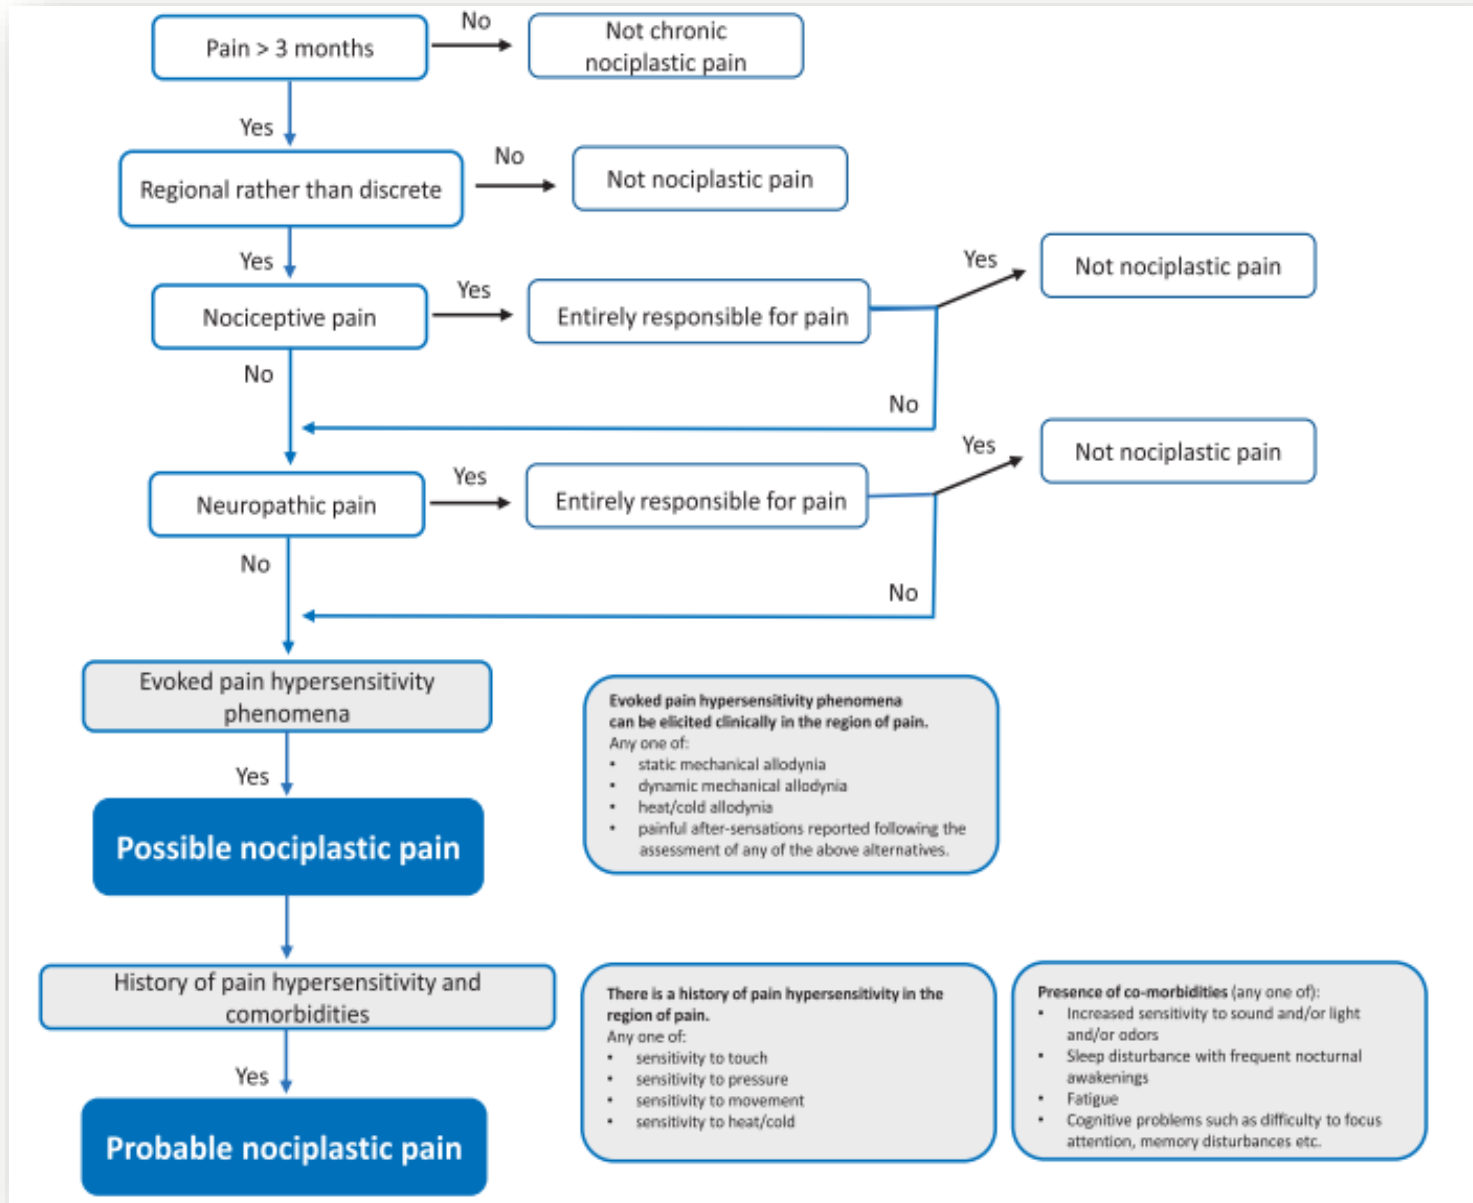 Pain > 3 months
No
Not chronic
nociplastic pain
Yes
Regional rather than discrete
No
Not nociplastic pain
Yes
Nociceptive pain
Yes
Entirely responsible for pain
Yes
Not nociplastic pain
No
No
Neuropathic pain
Yes
Entirely responsible for pain
Yes
Not nociplastic pain
No
No
Evoked pain hypersensitivity
phenomena
Evoked pain hypersensitivity phenomena
can be elicited clinically in the region of pain.
Any one of:
• static mechanical allodynia
• dynamic mechanical allodynia
• heat/cold allodynia
• painful after-sensations reported following the
assessment of any of the above alternatives.
Yes
Possible nociplastic pain
History of pain hypersensitivity and
comorbidities
There is a history of pain hypersensitivity in the
region of pain.
Any one of:
• sensitivity to touch
• sensitivity to pressure
• sensitivity to movement
• sensitivity to heat/cold
Presence of co-morbidities (any one of):
• Increased sensitivity to sound and/or light
and/or odors
• Sleep disturbance with frequent nocturnal
awakenings
• Fatigue
• Cognitive problems such as difficulty to focus
attention, memory disturbances etc.
Yes
Probable nociplastic pain